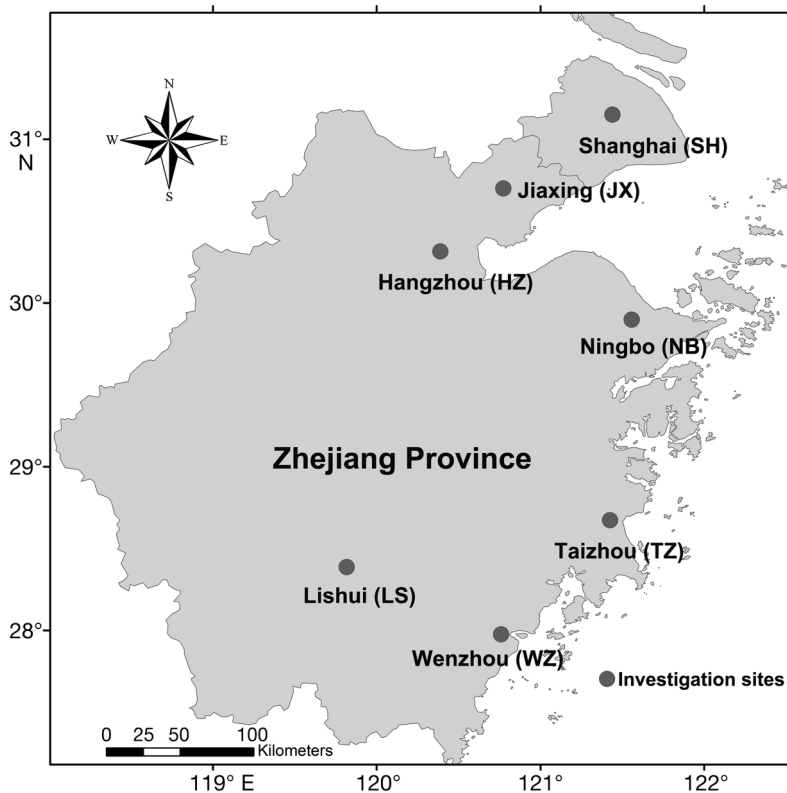 N
W E
S
31°
N
30°
29°
28°
Shanghai (SH)
Jiaxing (JX)
Hangzhou (HZ)
Ningbo (NB)
Zhejiang Province
Taizhou (TZ)
Lishui (LS)
Wenzhou (WZ)
Investigation sites
0 25 50 100
Kilometers
119° E 120° 121° 122°